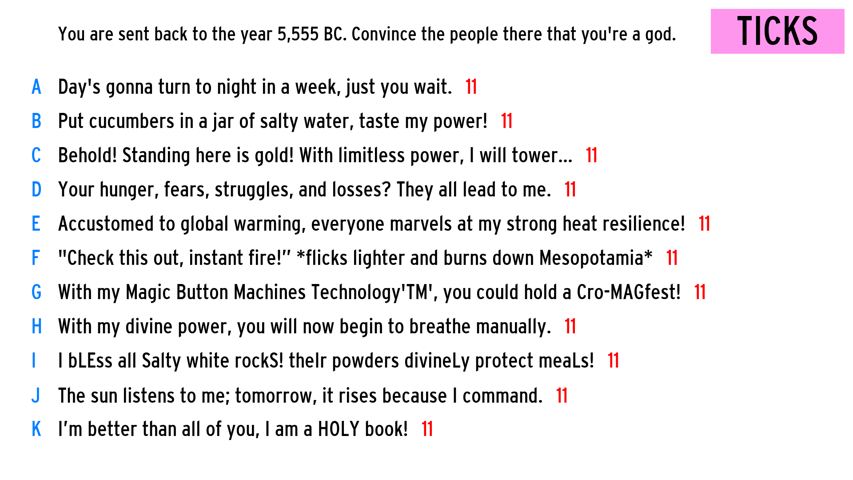 You are sent back to the year 5,555 BC. Convince the people there that you're a god.
TICKS
A Day's gonna turn to night in a week, just you wait. 11
B Put cucumbers in a jar of salty water, taste my power! 11
C Behold! Standing here is gold! With limitless power, I will tower... 11
D Your hunger, fears, struggles, and losses? They all lead to me. 11
E Accustomed to global warming, everyone marvels at my strong heat resilience! 11
F "Check this out, instant fire!” *flicks lighter and burns down Mesopotamia* 11
G With my Magic Button Machines Technology'TM', you could hold a Cro-MAGfest! 11
H With my divine power, you will now begin to breathe manually. 11
I I bLEss all Salty white rockS! theIr powders divineLy protect meaLs! 11
J The sun listens to me; tomorrow, it rises because I command. 11
K I’m better than all of you, I am a HOLY book! 11